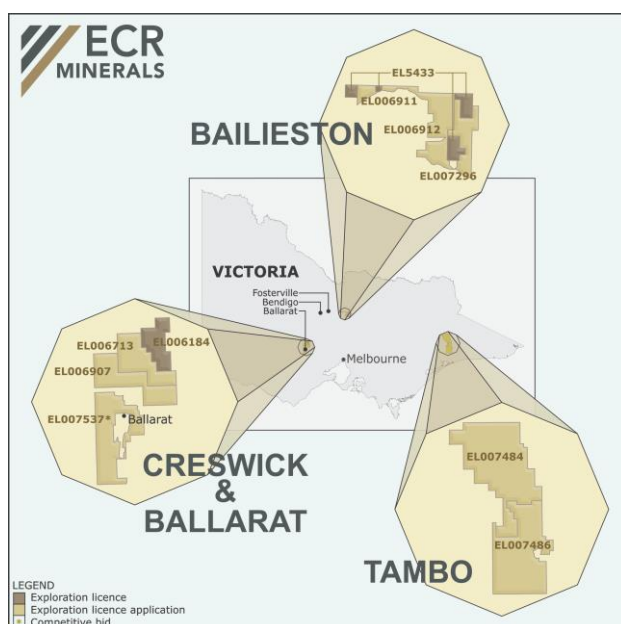 ECR
MINERALS
EL5433
EL006911
EL006912
EL007296
BAILIESTON
VICTORIA
Fosterville
Bendigo
Ballarat
Melbourne
EL006713
EL006184
EL006907
EL007537*
Ballarat
CRESWICK
&
BALLARAT
EL007484
EL007486
TAMBO
LEGEND
Exploration licence
Exploration licence application
* Competitive bid